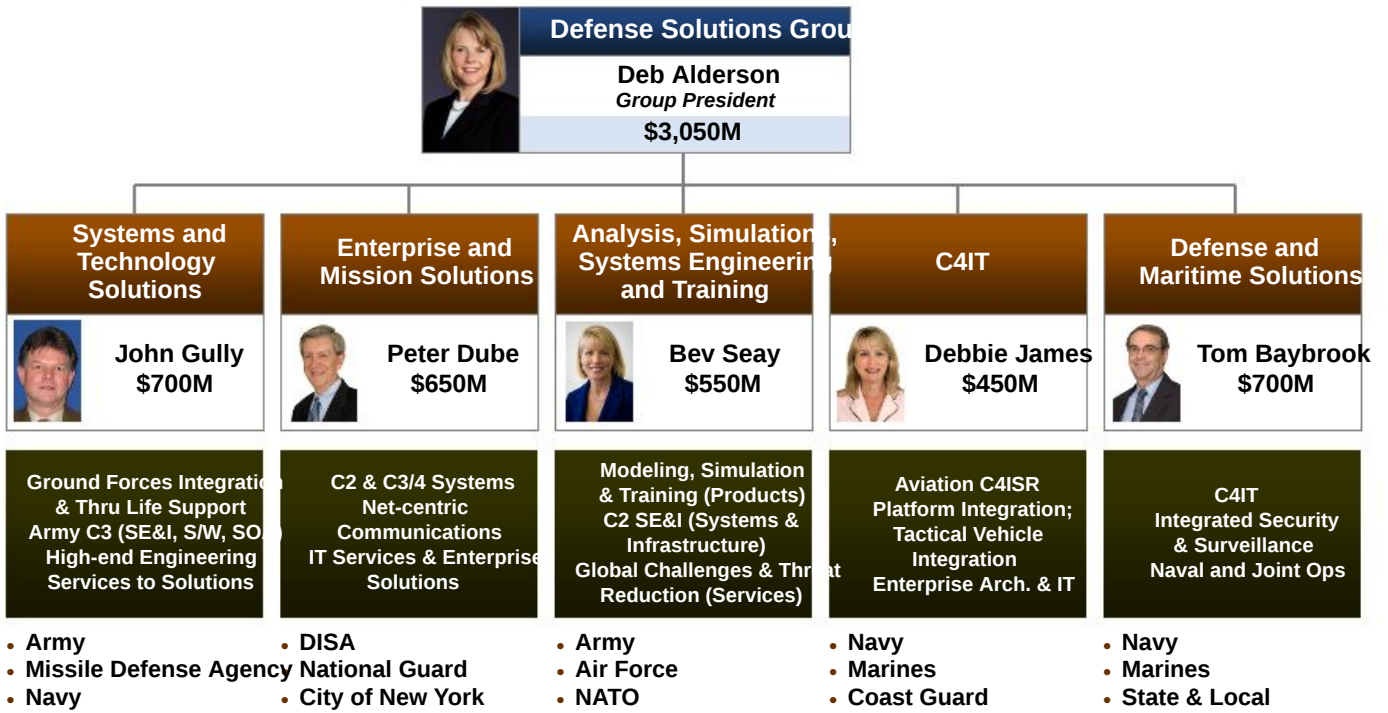 Defense Solutions Grou
Deb Alderson
Group President
$3,050M
Systems and
Technology
Solutions
John Gully
$700M
Ground Forces Integration
& Thru Life Support
Army C3 (SE&I, S/W, SOA)
High-end Engineering
Services to Solutions
• Army
• Missile Defense Agency
• Navy
Enterprise and
Mission Solutions
Peter Dube
$650M
C2 & C3/4 Systems
Net-centric
Communications
IT Services & Enterprise
Solutions
• DISA
• National Guard
• City of New York
Analysis, Simulations,
Systems Engineering
and Training
Bev Seay
$550M
Modeling, Simulation
& Training (Products)
C2 SE&I (Systems &
Infrastructure)
Global Challenges & Threat
Reduction (Services)
• Army
• Air Force
• NATO
C4IT
Debbie James
$450M
Aviation C4ISR
Platform Integration;
Tactical Vehicle
Integration
Enterprise Arch. & IT
• Navy
• Marines
• Coast Guard
Defense and
Maritime Solutions
Tom Baybrook
$700M
C4IT
Integrated Security
& Surveillance
Naval and Joint Ops
• Navy
• Marines
• State & Local